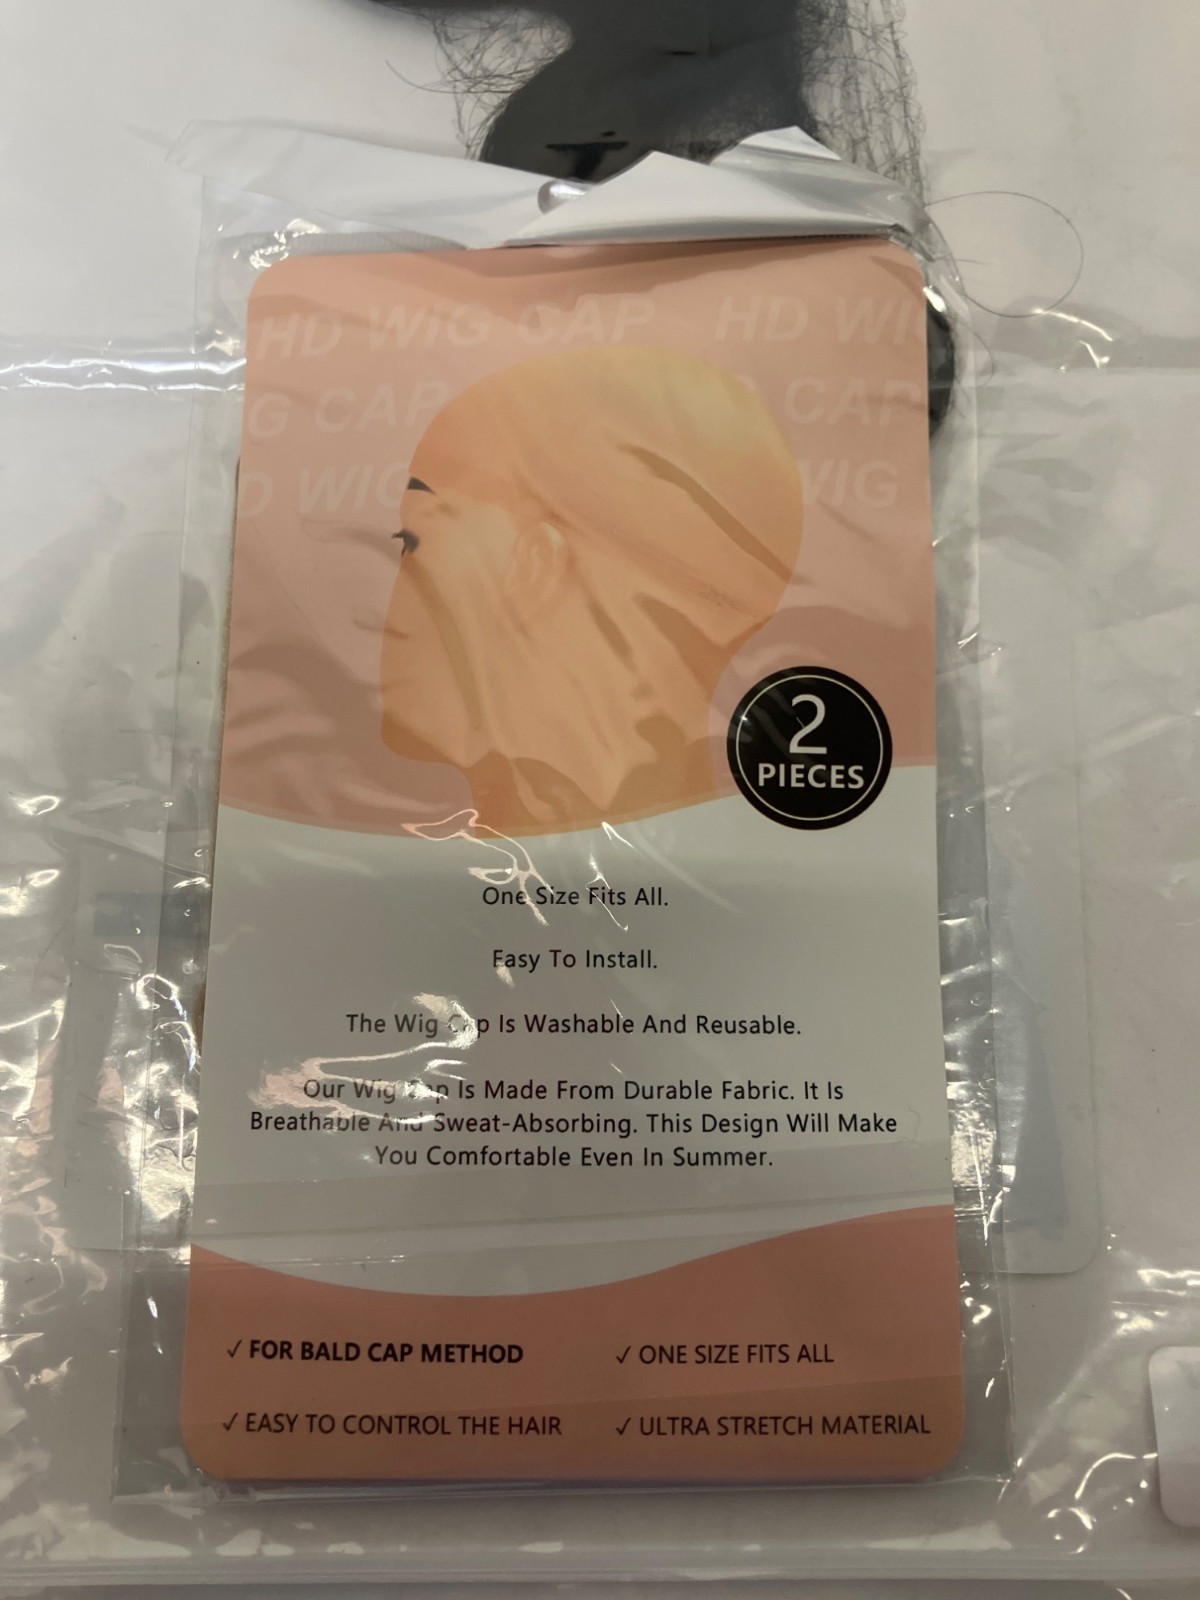 HD WIG CAP HD WI
G CAP CAP
D WIG WIG
2
PIECES
One Size Fits All.
Easy To Install.
The Wig Cap Is Washable And Reusable.
Our Wig Cap Is Made From Durable Fabric. It Is
Breathable And Sweat-Absorbing. This Design Will Make
You Comfortable Even In Summer.
✓ FOR BALD CAP METHOD ✓ ONE SIZE FITS ALL
✓ EASY TO CONTROL THE HAIR ✓ ULTRA STRETCH MATERIAL